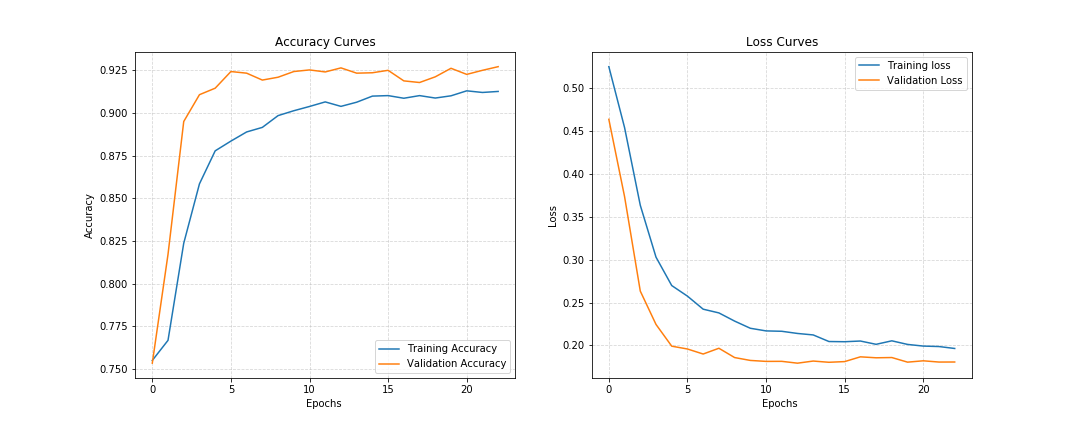 Accuracy Curves
0.925
0.900
0.875
0.850
0.825
0.800
0.775
0.750
Accuracy
0 5 10 15 20
Epochs
Training Accuracy
Validation Accuracy
Loss Curves
0.50
0.45
0.40
0.35
0.30
0.25
0.20
Loss
0 5 10 15 20
Epochs
Training loss
Validation Loss